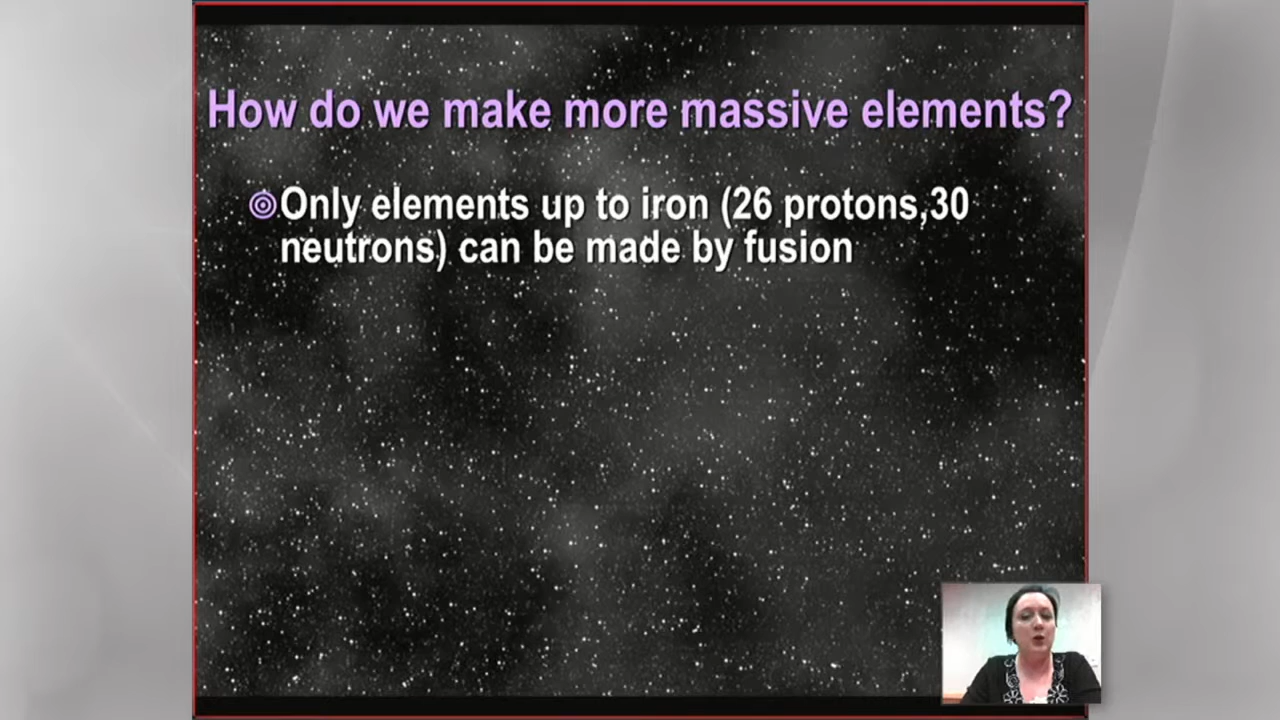 How do we make more massive elements?
Only elements up to iron (26 protons,30
neutrons) can be made by fusion